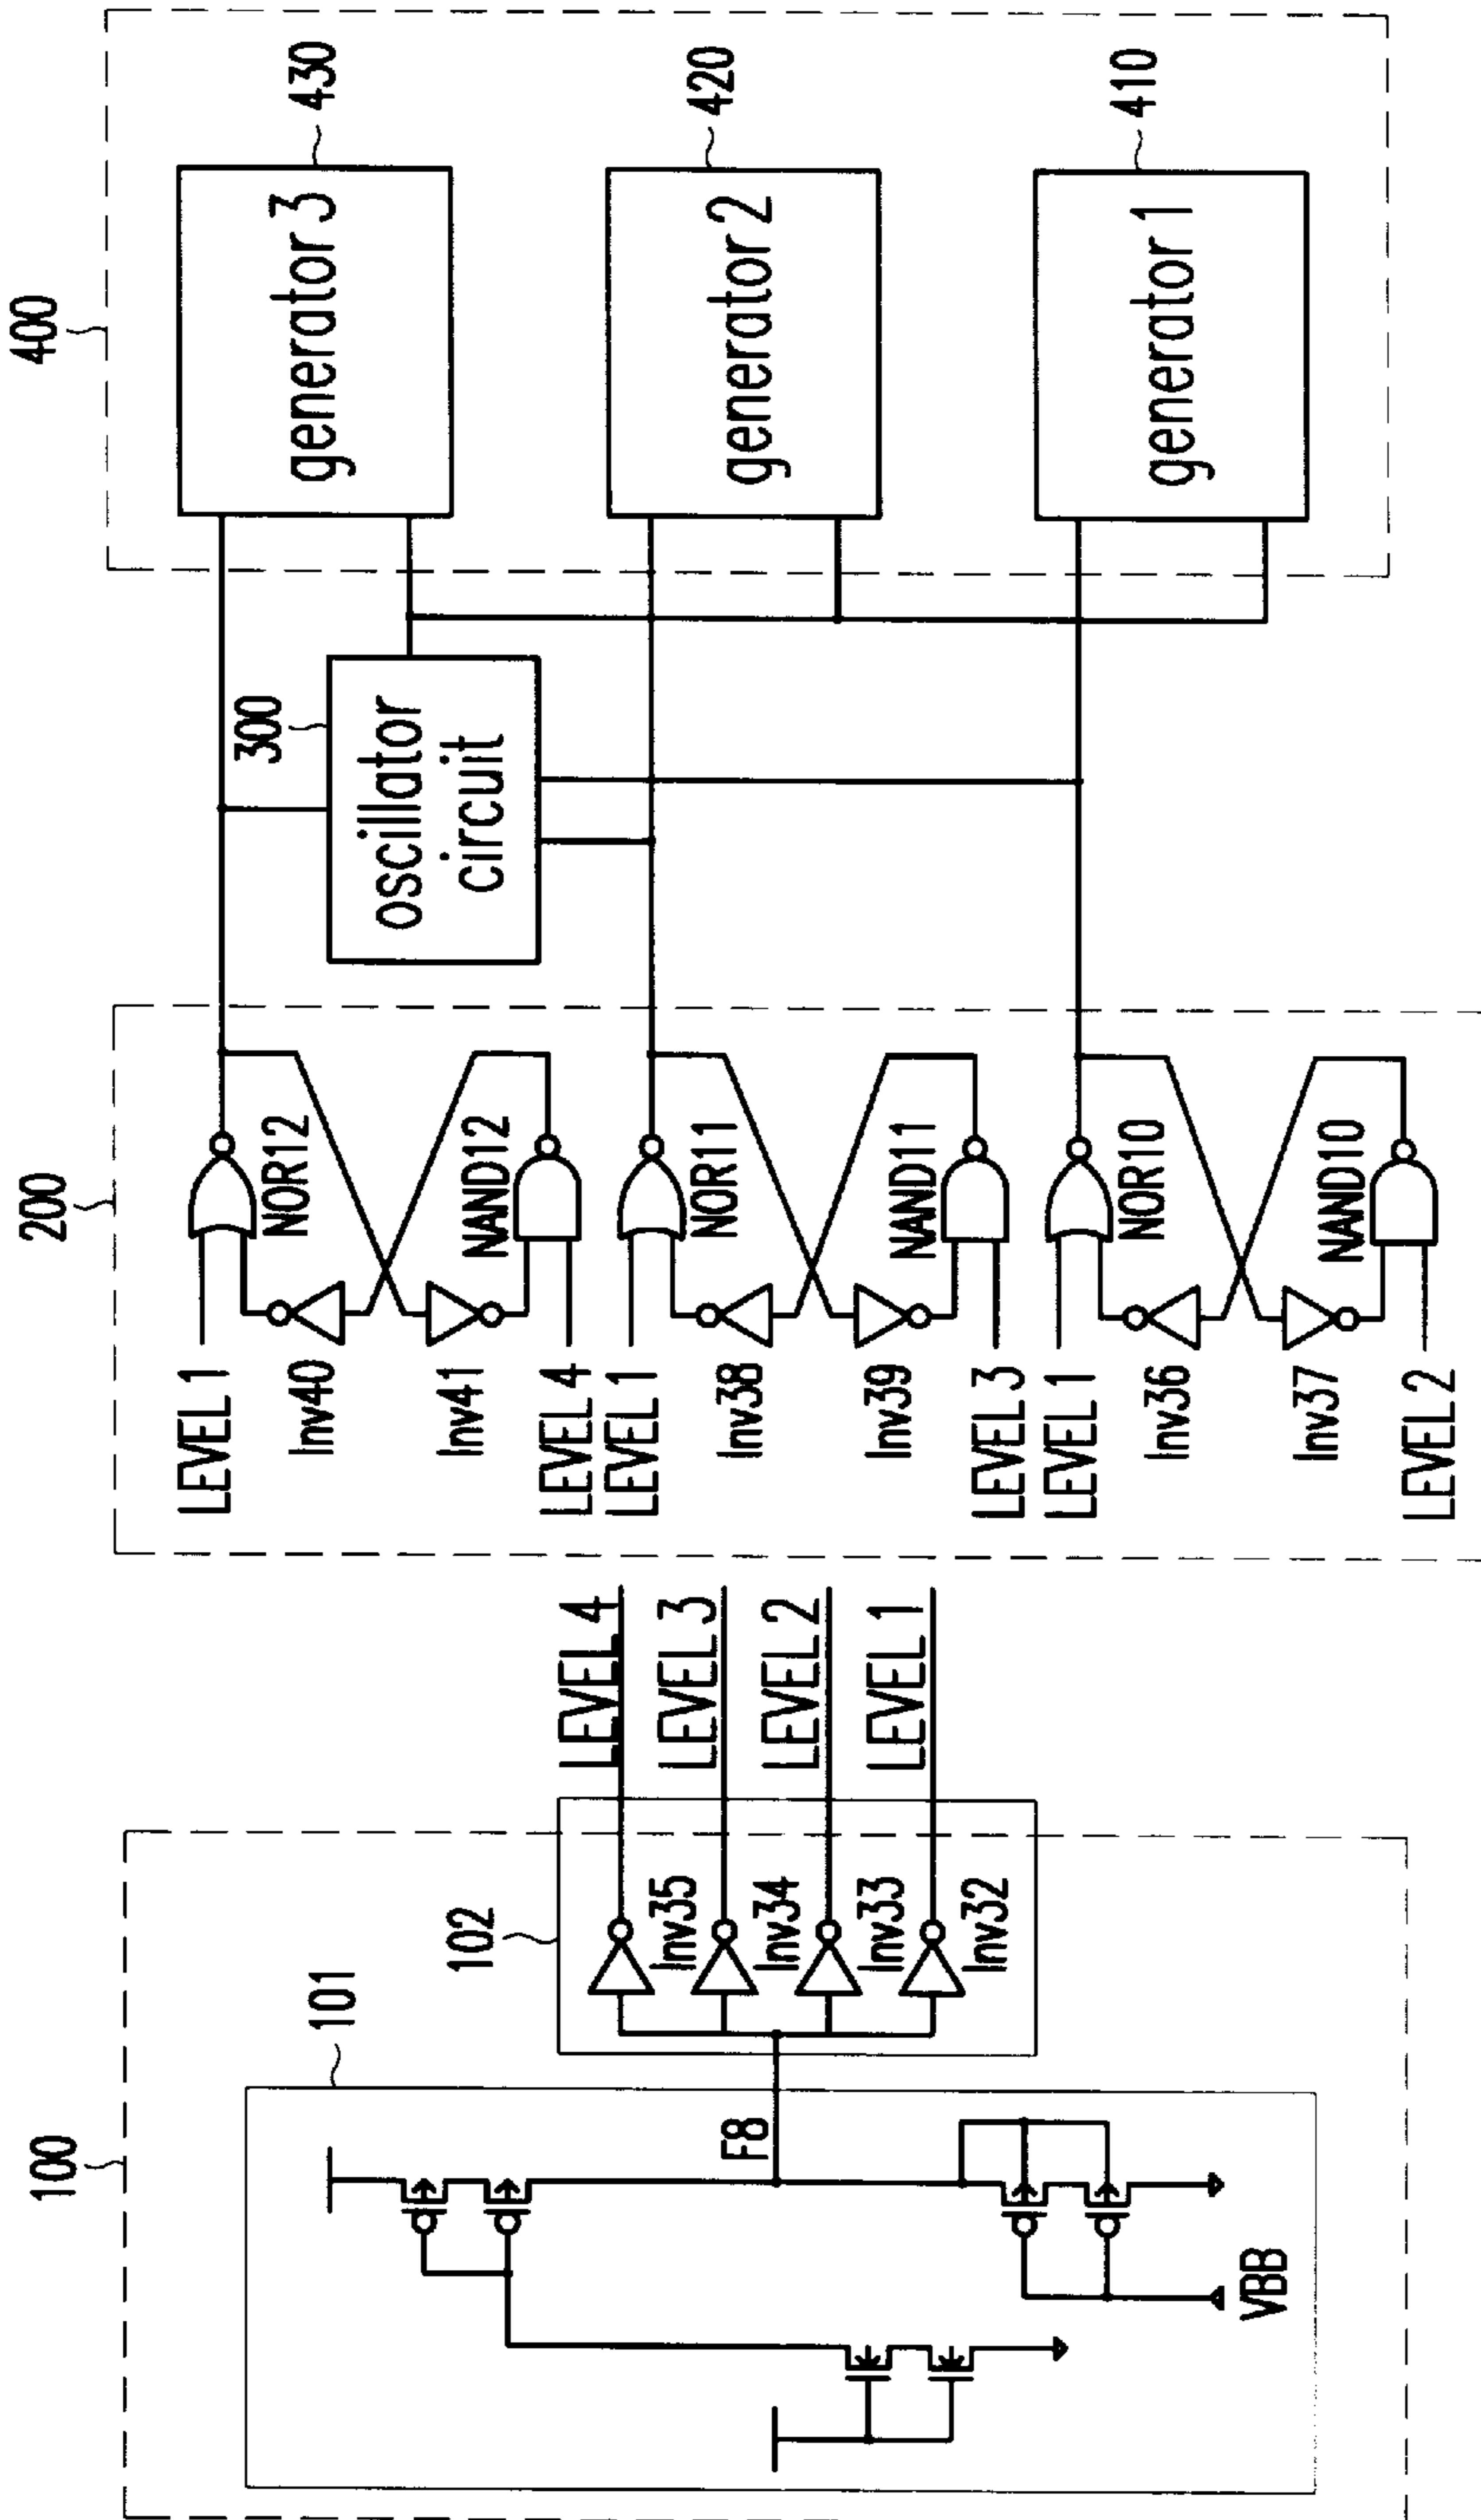 100
101
F8
VBB
102
Inv35
Inv34
Inv33
Inv32
LEVEL 4
LEVEL 3
LEVEL 2
LEVEL 1
200
LEVEL 1
Inv40
NOR12
Inv41
NAND12
LEVEL 4
LEVEL 1
Inv38
NOR11
Inv39
NAND11
LEVEL 3
LEVEL 1
Inv36
NOR10
Inv37
NAND10
LEVEL 2
300
oscillator
circuit
400
generator 3
430
generator 2
420
generator 1
410